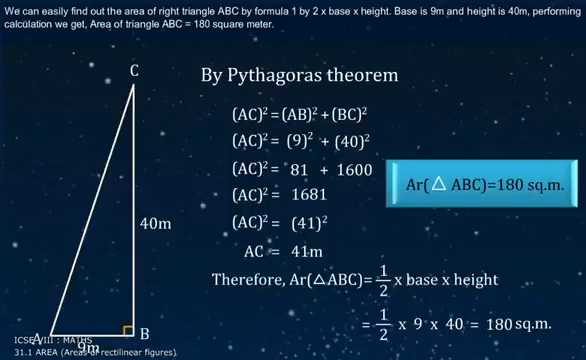 We can easily find out the area of right triangle ABC by formula 1 by 2 x base x height. Base is 9m and height is 40m, performing
calculation we get, Area of triangle ABC = 180 square meter.
C
By Pythagoras theorem
(AC)² = (AB)² + (BC)²
(AC)² = (9)² + (40)²
(AC)² = 81 + 1600
Ar(△ ABC)=180 sq.m.
(AC)² = 1681
40m
(AC)² = (41)²
AC = 41m
Therefore, Ar(△ABC)= 1/2 x base x height
= 1/2 x 9 x 40 = 180 sq.m.
A
B
9m
ICSE VIII : MATHS
31.1 AREA (Areas of rectilinear figures)